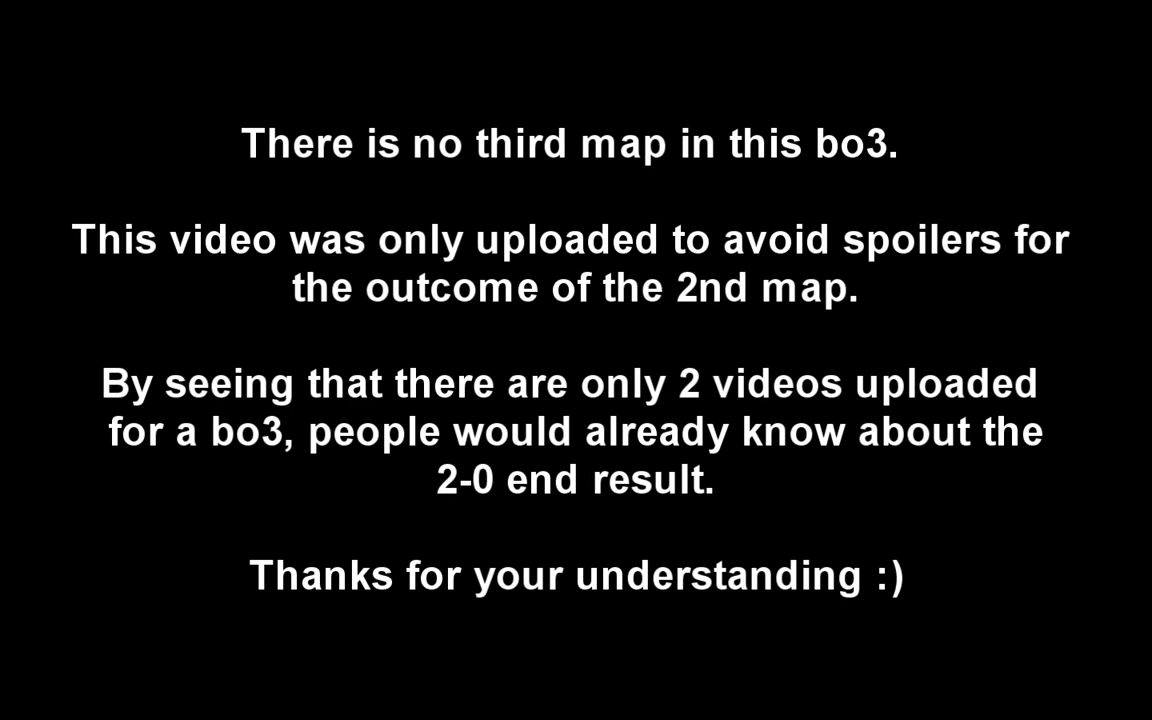 There is no third map in this bo3.
This video was only uploaded to avoid spoilers for
the outcome of the 2nd map.
By seeing that there are only 2 videos uploaded
for a bo3, people would already know about the
2-0 end result.
Thanks for your understanding :)